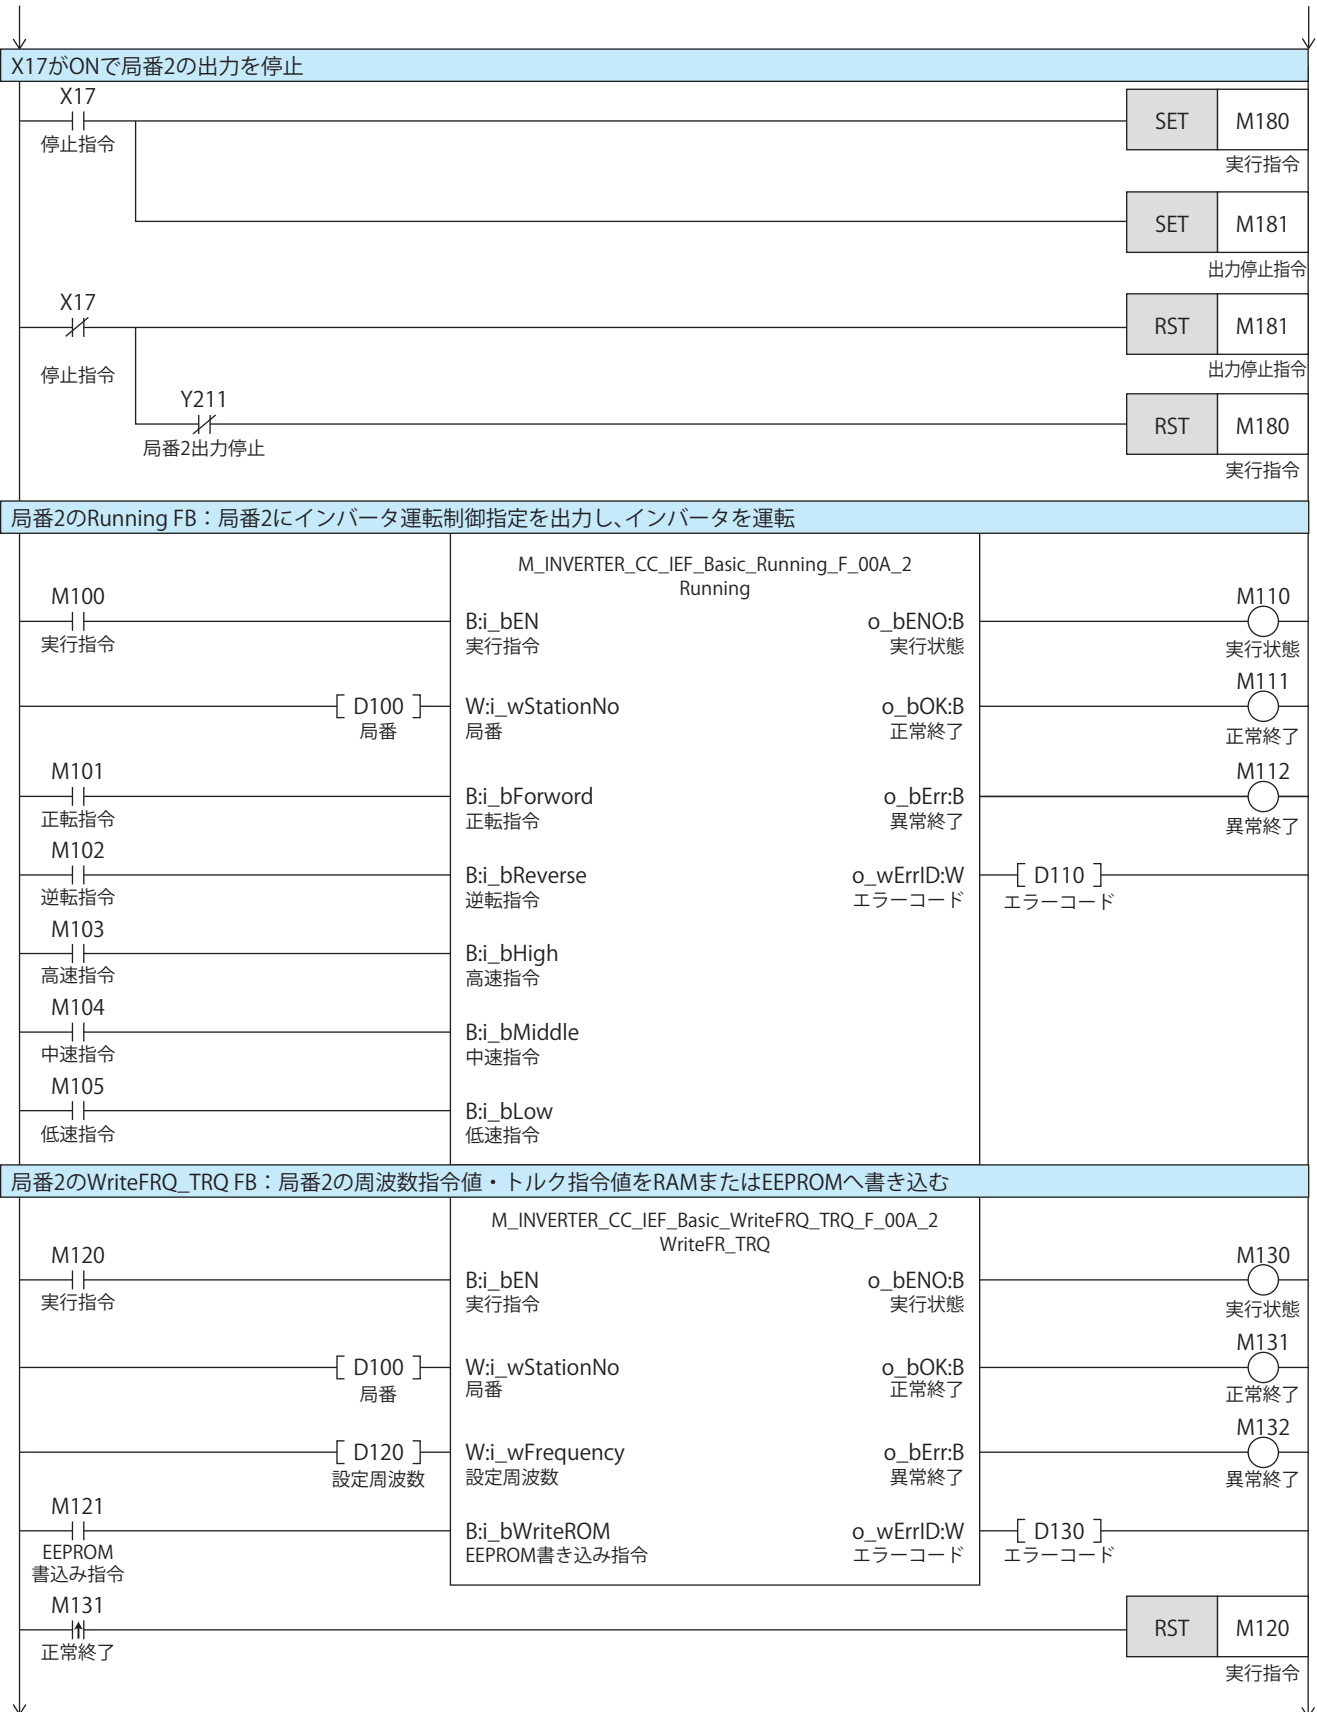 X17がONで局番2の出力を停止
X17
停止指令
SET M180
実行指令
SET M181
出力停止指令
X17
停止指令
RST M181
出力停止指令
Y211
局番2出力停止
RST M180
実行指令
局番2のRunning FB：局番2にインバータ運転制御指定を出力し、インバータを運転
M_INVERTER_CC_IEF_Basic_Running_F_00A_2
Running
M100
実行指令
B:i_bEN
実行指令
o_bENO:B
実行状態
M110
実行状態
[ D100 ]
局番
W:i_wStationNo
局番
o_bOK:B
正常終了
M111
正常終了
M101
正転指令
B:i_bForword
正転指令
o_bErr:B
異常終了
M112
異常終了
M102
逆転指令
B:i_bReverse
逆転指令
o_wErrID:W
エラーコード
[ D110 ]
エラーコード
M103
高速指令
B:i_bHigh
高速指令
M104
中速指令
B:i_bMiddle
中速指令
M105
低速指令
B:i_bLow
低速指令
局番2のWriteFRQ_TRQ FB：局番2の周波数指令値・トルク指令値をRAMまたはEEPROMへ書き込む
M_INVERTER_CC_IEF_Basic_WriteFRQ_TRQ_F_00A_2
WriteFR_TRQ
M120
実行指令
B:i_bEN
実行指令
o_bENO:B
実行状態
M130
実行状態
[ D100 ]
局番
W:i_wStationNo
局番
o_bOK:B
正常終了
M131
正常終了
[ D120 ]
設定周波数
W:i_wFrequency
設定周波数
o_bErr:B
異常終了
M132
異常終了
M121
EEPROM
書込み指令
B:i_bWriteROM
EEPROM書き込み指令
o_wErrID:W
エラーコード
[ D130 ]
エラーコード
M131
正常終了
RST M120
実行指令